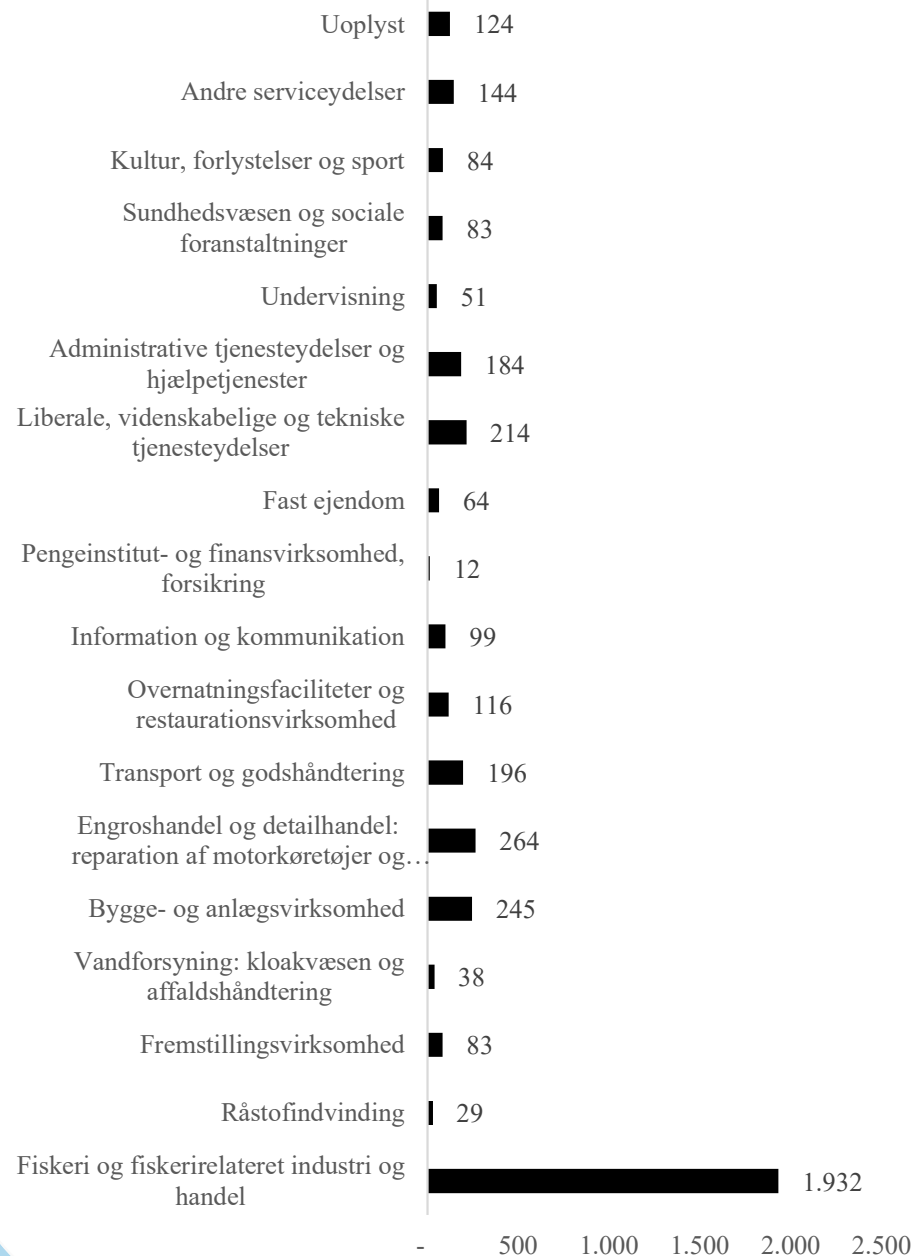 Uoplyst 124
Andre serviceydelser 144
Kultur, forlystelser og sport 84
Sundhedsvæsen og sociale
foranstaltninger 83
Undervisning 51
Administrative tjenesteydelser og
hjælpetjenester 184
Liberale, videnskabelige og tekniske
tjenesteydelser 214
Fast ejendom 64
Pengeinstitut- og finansvirksomhed,
forsikring 12
Information og kommunikation 99
Overnatningsfaciliteter og
restaurationsvirksomhed 116
Transport og godshåndtering 196
Engroshandel og detailhandel:
reparation af motorkøretøjer og… 264
Bygge- og anlægsvirksomhed 245
Vandforsyning: kloakvæsen og
affaldshåndtering 38
Fremstillingsvirksomhed 83
Råstofindvinding 29
Fiskeri og fiskerirelateret industri og
handel 1.932
- 500 1.000 1.500 2.000 2.500